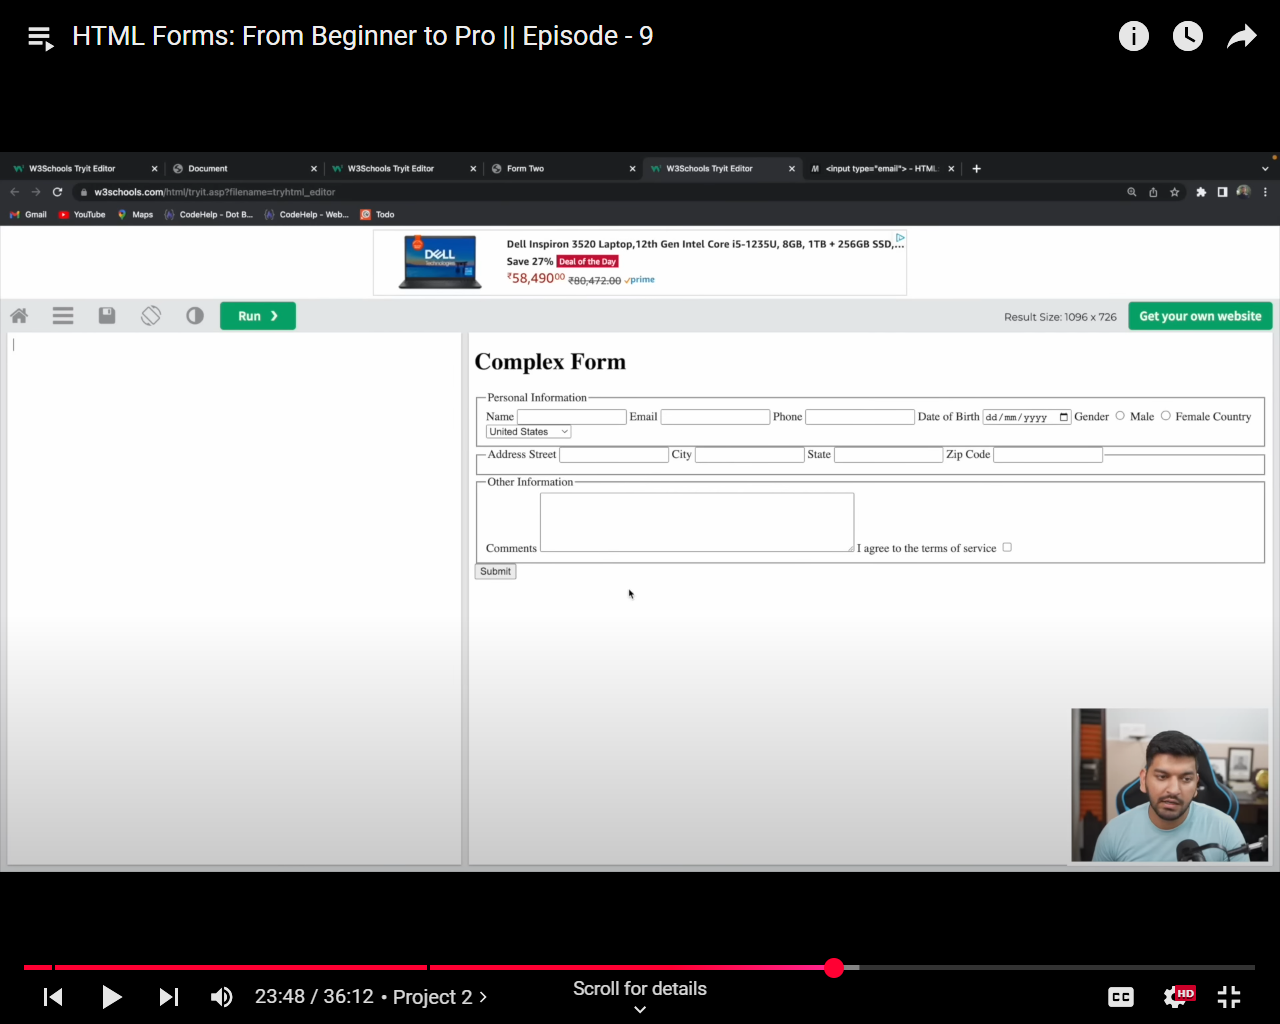 HTML Forms: From Beginner to Pro || Episode - 9
W3Schools Tryit Editor
Document
W3Schools Tryit Editor
Form Two
W3Schools Tryit Editor
<input type="email"> - HTML:
w3schools.com/html/tryit.asp?filename=tryhtml_editor
Gmail
YouTube
Maps
CodeHelp - Dot B...
CodeHelp - Web...
Todo
DELL
Technologies
Dell Inspiron 3520 Laptop,12th Gen Intel Core i5-1235U, 8GB, 1TB + 256GB SSD,...
Save 27% Deal of the Day
₹58,490⁰⁰ ₹80,472.00 prime
Run ❯
Result Size: 1096 x 726
Get your own website
Complex Form
Personal Information
Name Email Phone Date of Birth dd/mm/yyyy Gender Male Female Country
United States
Address Street City State Zip Code
Other Information
Comments I agree to the terms of service
Submit
23:48 / 36:12 • Project 2 >
Scroll for details
CC
HD